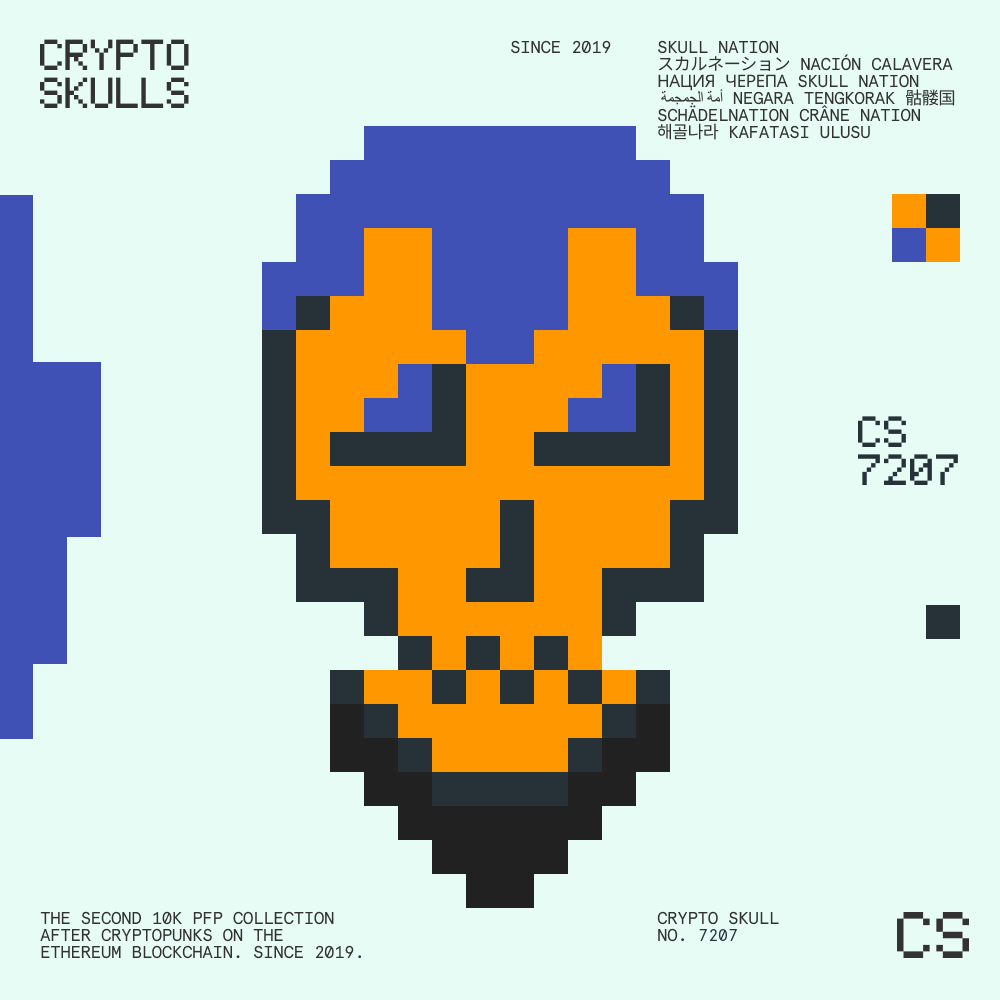 CRYPTO
SKULLS
SINCE 2019
SKULL NATION
スカルネーション NACIÓN CALAVERA
НАЦИЯ ЧЕРЕПА SKULL NATION
أمة الجمجمة NEGARA TENGKORAK 骷髅国
SCHÄDELNATION CRÂNE NATION
해골나라 KAFATASI ULUSU
CS
7207
THE SECOND 10K PFP COLLECTION
AFTER CRYPTOPUNKS ON THE
ETHEREUM BLOCKCHAIN. SINCE 2019.
CRYPTO SKULL
NO. 7207
CS